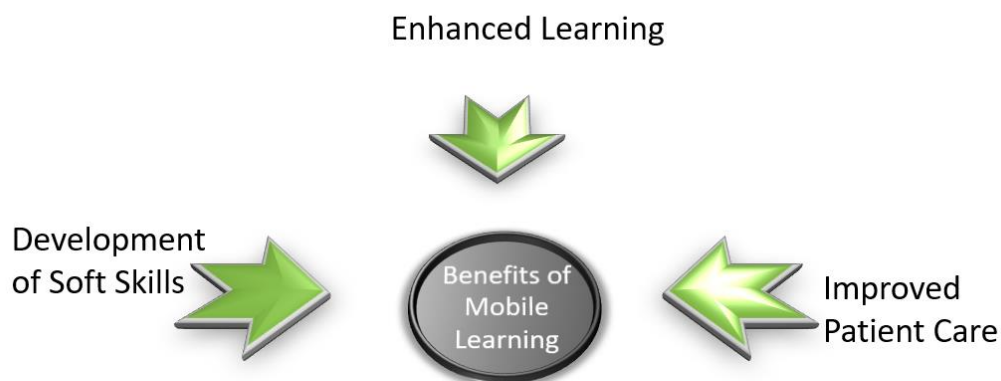 Enhanced Learning
Development
of Soft Skills
Benefits of
Mobile
Learning
Improved
Patient Care